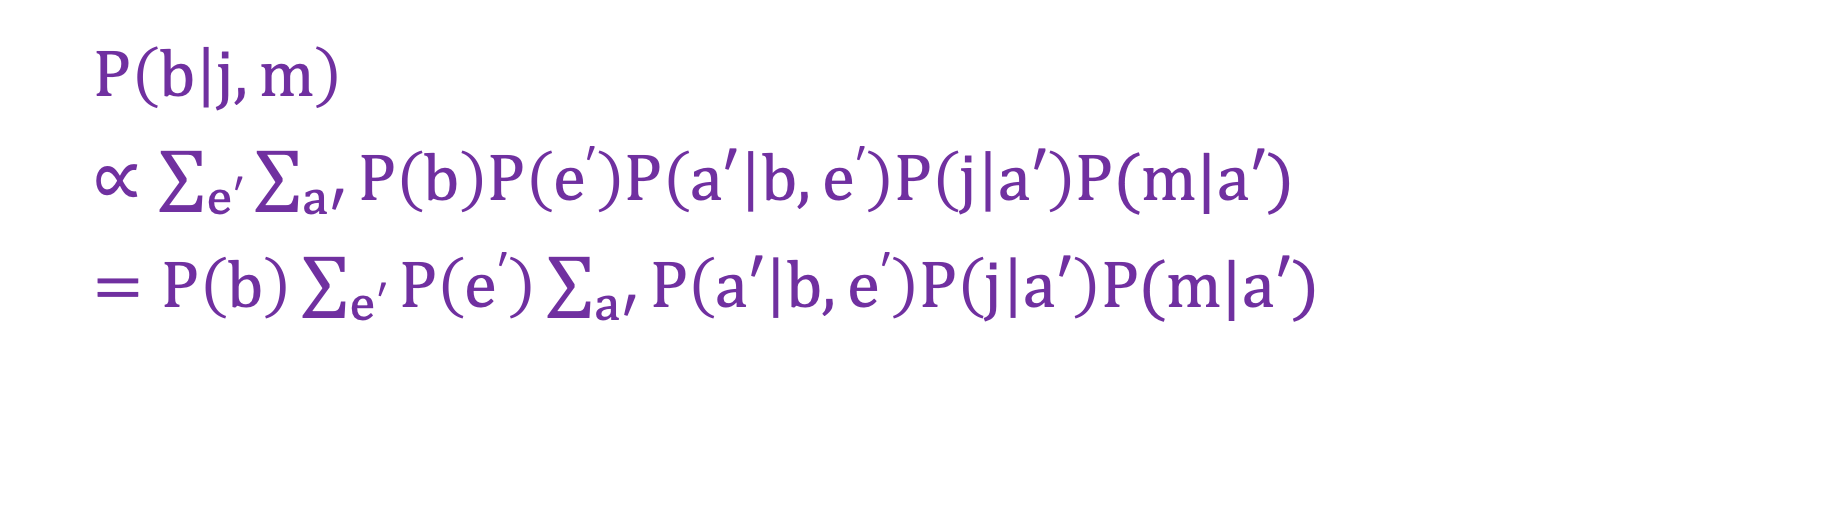 P(b|j, m)
∝ ∑e′ ∑a′ P(b)P(e′)P(a′|b, e′)P(j|a′)P(m|a′)
= P(b) ∑e′ P(e′) ∑a′ P(a′|b, e′)P(j|a′)P(m|a′)